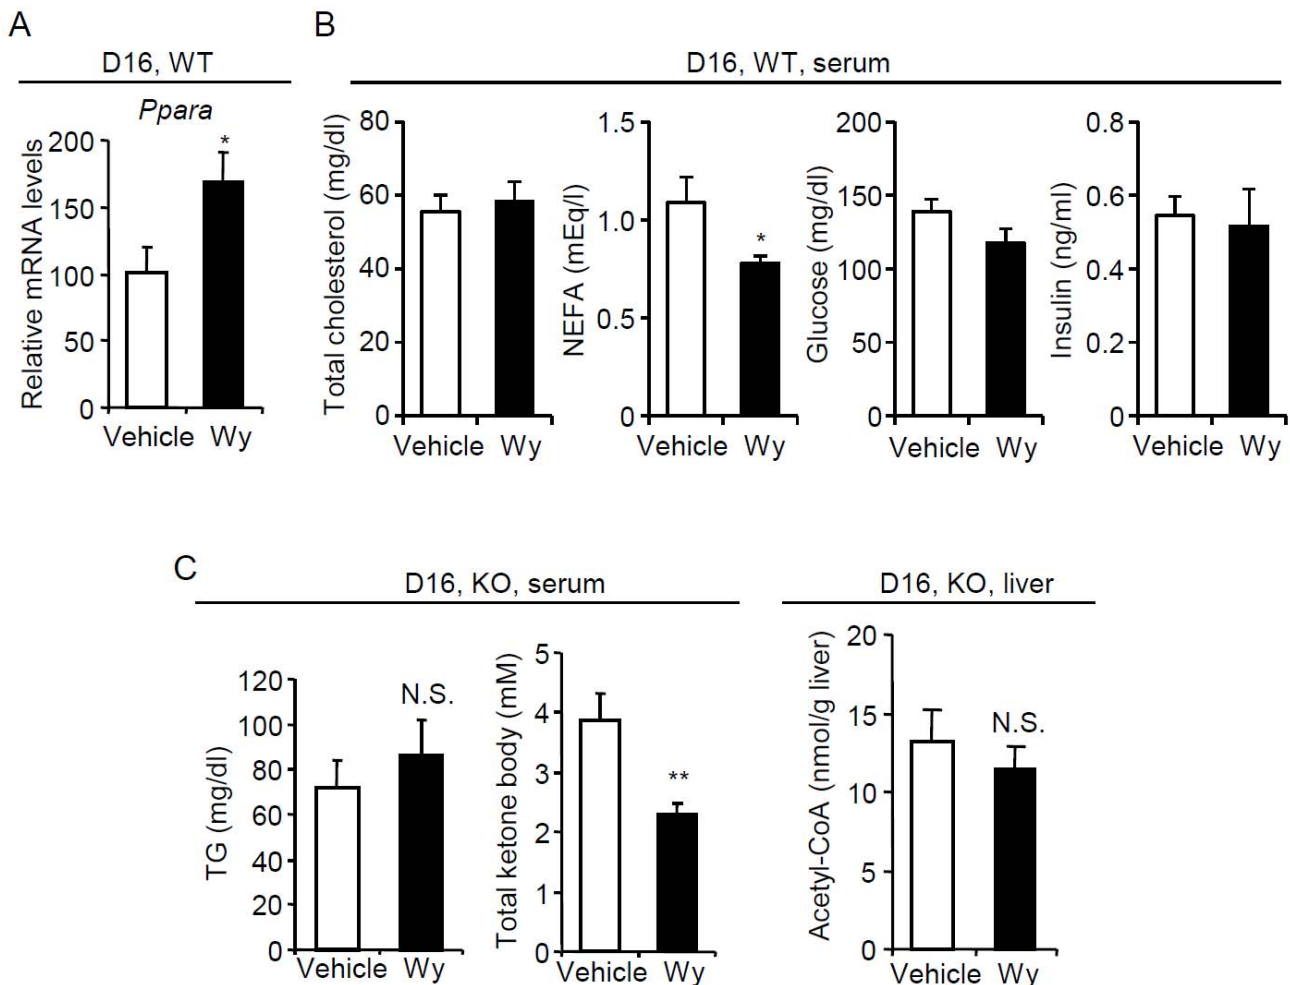 A
D16, WT
Ppara
*
Relative mRNA levels
200
150
100
50
0
Vehicle Wy
B
D16, WT, serum
Total cholesterol (mg/dl)
80
60
40
20
0
Vehicle Wy
NEFA (mEq/l)
1.5
1.0
0.5
0
*
Vehicle Wy
Glucose (mg/dl)
200
150
100
50
0
Vehicle Wy
Insulin (ng/ml)
0.8
0.6
0.4
0.2
0
Vehicle Wy
C
D16, KO, serum
TG (mg/dl)
120
100
80
60
40
20
0
N.S.
Vehicle Wy
Total ketone body (mM)
5
4
3
2
1
0
**
Vehicle Wy
D16, KO, liver
Acetyl-CoA (nmol/g liver)
20
15
10
5
0
N.S.
Vehicle Wy